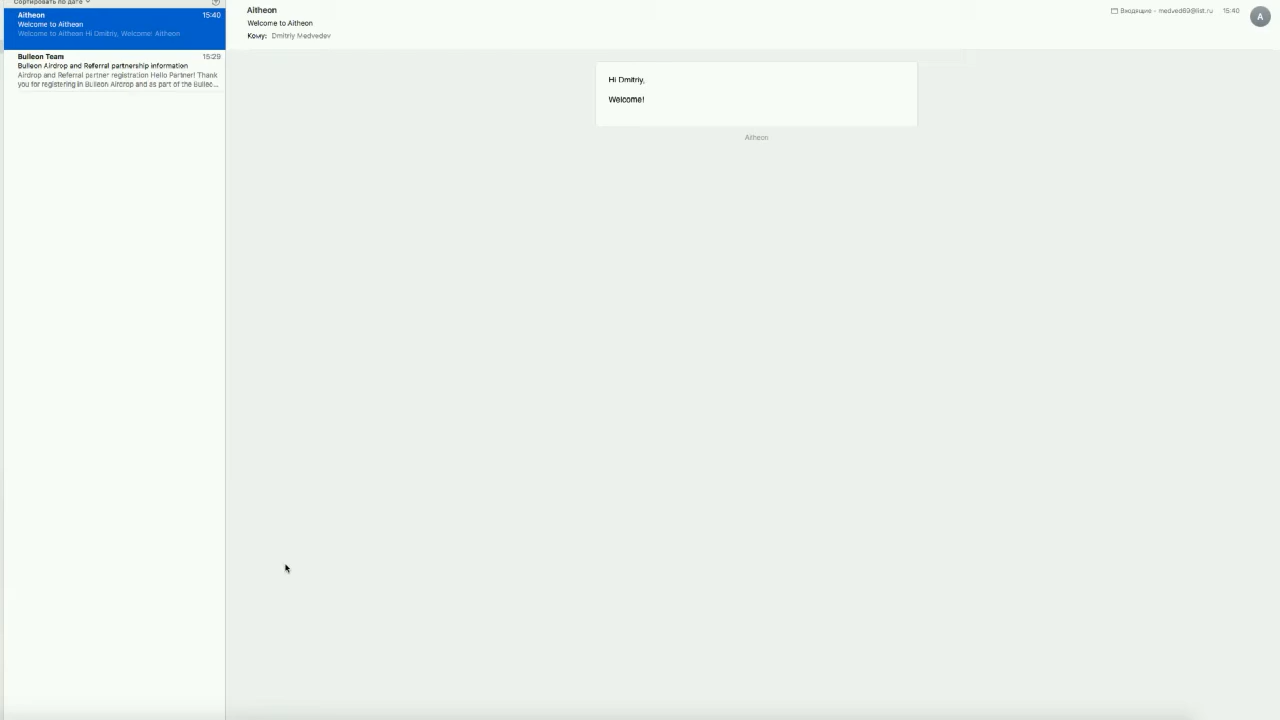 Сортировать по дате
Aitheon 15:40
Welcome to Aitheon
Welcome to Aitheon Hi Dmitriy, Welcome! Aitheon
Bulleon Team 15:29
Bulleon Airdrop and Referral partnership information
Airdrop and Referral partner registration Hello Partner! Thank
you for registering in Bulleon Airdrop and as part of the Bulleo...
Aitheon
Welcome to Aitheon
Кому: Dmitriy Medvedev
Входящие - medved69@list.ru 15:40
A
Hi Dmitriy,
Welcome!
Aitheon